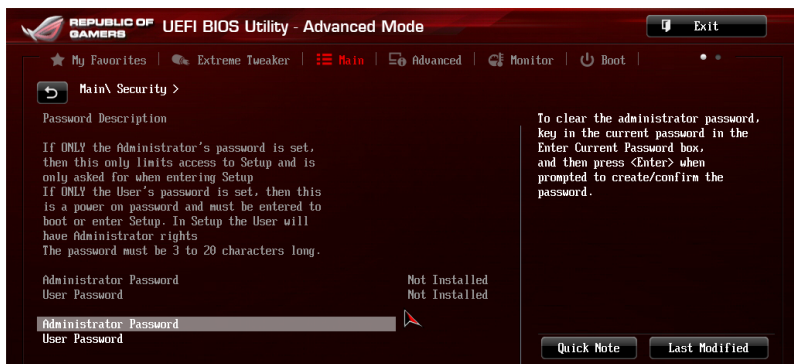 REPUBLIC OF
GAMERS
UEFI BIOS Utility - Advanced Mode
Exit
My Favorites
Extreme Tweaker
Main
Advanced
Monitor
Boot
Main\ Security >
Password Description
If ONLY the Administrator's password is set,
then this only limits access to Setup and is
only asked for when entering Setup
If ONLY the User's password is set, then this
is a power on password and must be entered to
boot or enter Setup. In Setup the User will
have Administrator rights
The password must be 3 to 20 characters long.
Administrator Password Not Installed
User Password Not Installed
Administrator Password
User Password
To clear the administrator password,
key in the current password in the
Enter Current Password box,
and then press <Enter> when
prompted to create/confirm the
password.
Quick Note
Last Modified